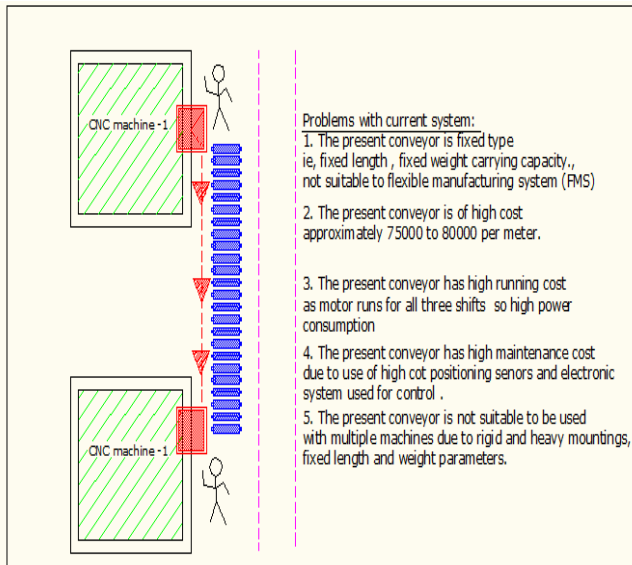 CNC machine -1
Problems with current system:
1. The present conveyor is fixed type
ie, fixed length , fixed weight carrying capacity.,
not suitable to flexible manufacturing system (FMS)
2. The present conveyor is of high cost
approximately 75000 to 80000 per meter.
3. The present conveyor has high running cost
as motor runs for all three shifts so high power
consumption
4. The present conveyor has high maintenance cost
due to use of high cot positioning senors and electronic
system used for control .
5. The present conveyor is not suitable to be used
with multiple machines due to rigid and heavy mountings,
fixed length and weight parameters.
CNC machine -1